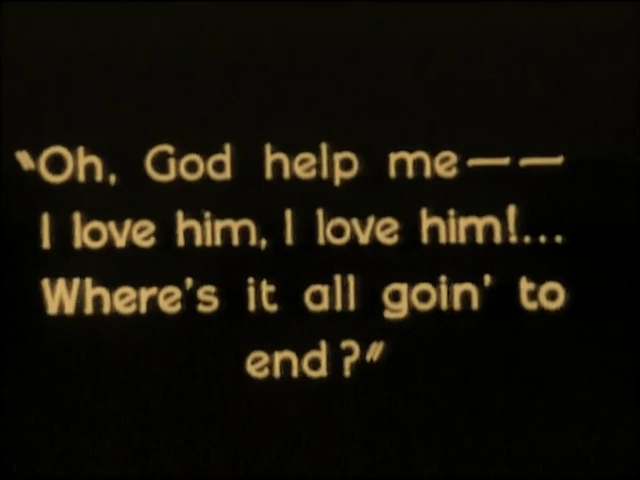 "Oh, God help me——
I love him, I love him!...
Where's it all goin' to
end?"